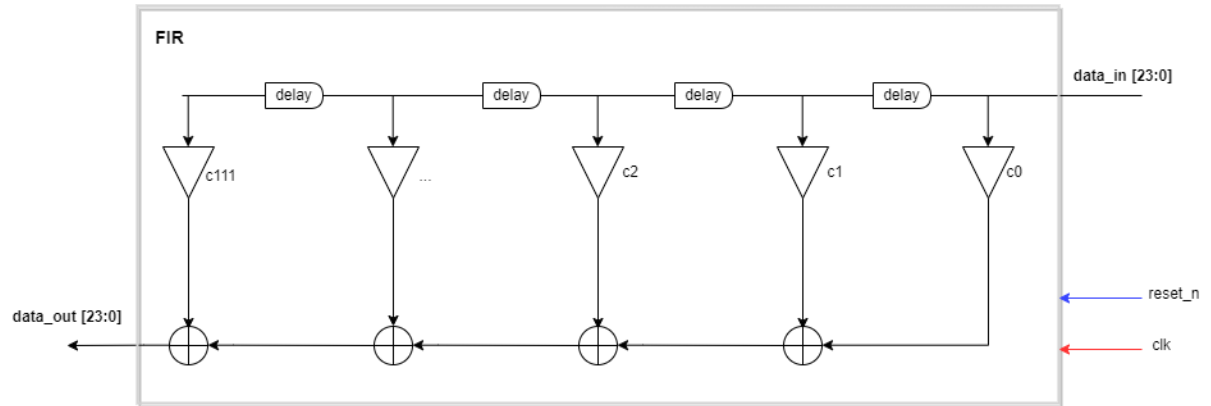 FIR
data_in [23:0]
delay
delay
delay
delay
c111
...
c2
c1
c0
reset_n
data_out [23:0]
clk